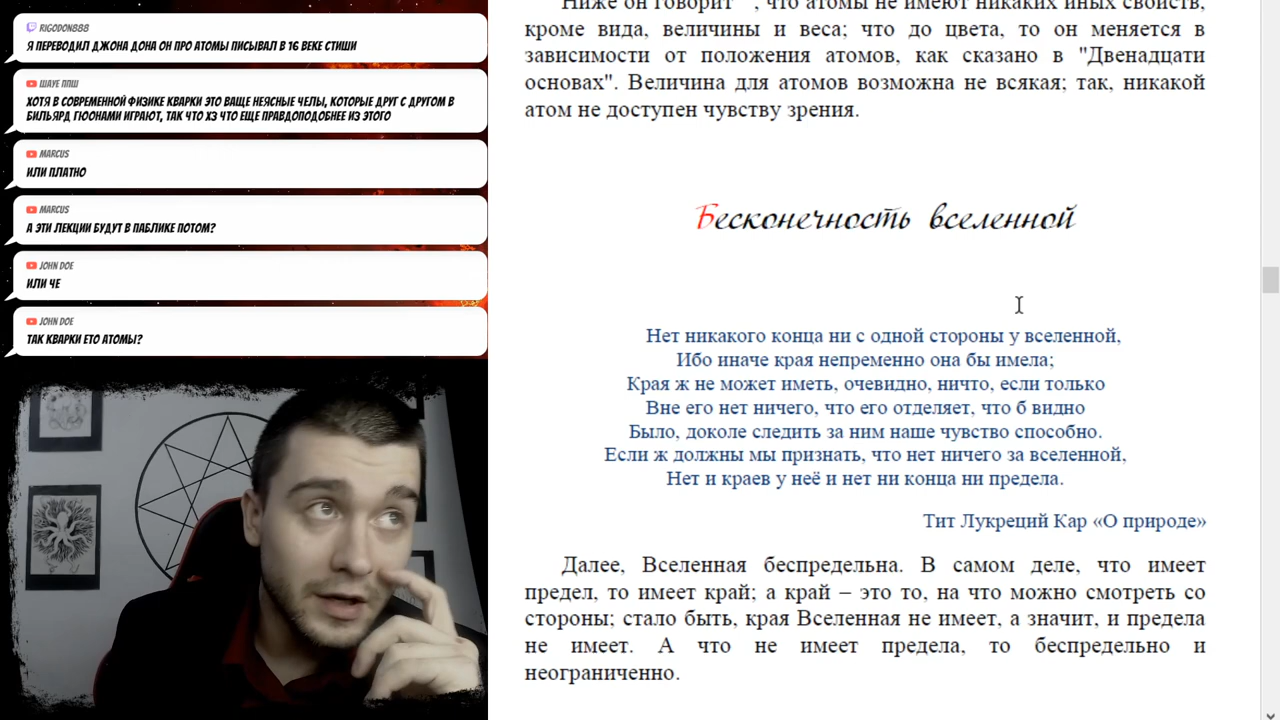 RIGODON888
Я ПЕРЕВОДИЛ ДЖОНА ДОНА ОН ПРО АТОМЫ ПИСЫВАЛ В 16 ВЕКЕ СТИШИ
ШАУЕ ППШ
ХОТЯ В СОВРЕМЕННОЙ ФИЗИКЕ КВАРКИ ЭТО ВАЩЕ НЕЯСНЫЕ ЧЕЛЫ, КОТОРЫЕ ДРУГ С ДРУГОМ В
БИЛЬЯРД ГЮОНАМИ ИГРАЮТ, ТАК ЧТО ХЗ ЧТО ЕЩЕ ПРАВДОПОДОБНЕЕ ИЗ ЭТОГО
MARCUS
ИЛИ ПЛАТНО
MARCUS
А ЭТИ ЛЕКЦИИ БУДУТ В ПАБЛИКЕ ПОТОМ?
JOHN DOE
ИЛИ ЧЕ
JOHN DOE
ТАК КВАРКИ ЕТО АТОМЫ?
Ниже он говорит , что атомы не имеют никаких иных свойств,
кроме вида, величины и веса; что до цвета, то он меняется в
зависимости от положения атомов, как сказано в "Двенадцати
основах". Величина для атомов возможна не всякая; так, никакой
атом не доступен чувству зрения.
Бесконечность вселенной
Нет никакого конца ни с одной стороны у вселенной,
Ибо иначе края непременно она бы имела;
Края ж не может иметь, очевидно, ничто, если только
Вне его нет ничего, что его отделяет, что б видно
Было, доколе следить за ним наше чувство способно.
Если ж должны мы признать, что нет ничего за вселенной,
Нет и краев у неё и нет ни конца ни предела.
Тит Лукреций Кар «О природе»
Далее, Вселенная беспредельна. В самом деле, что имеет
предел, то имеет край; а край – это то, на что можно смотреть со
стороны; стало быть, края Вселенная не имеет, а значит, и предела
не имеет. А что не имеет предела, то беспредельно и
неограниченно.